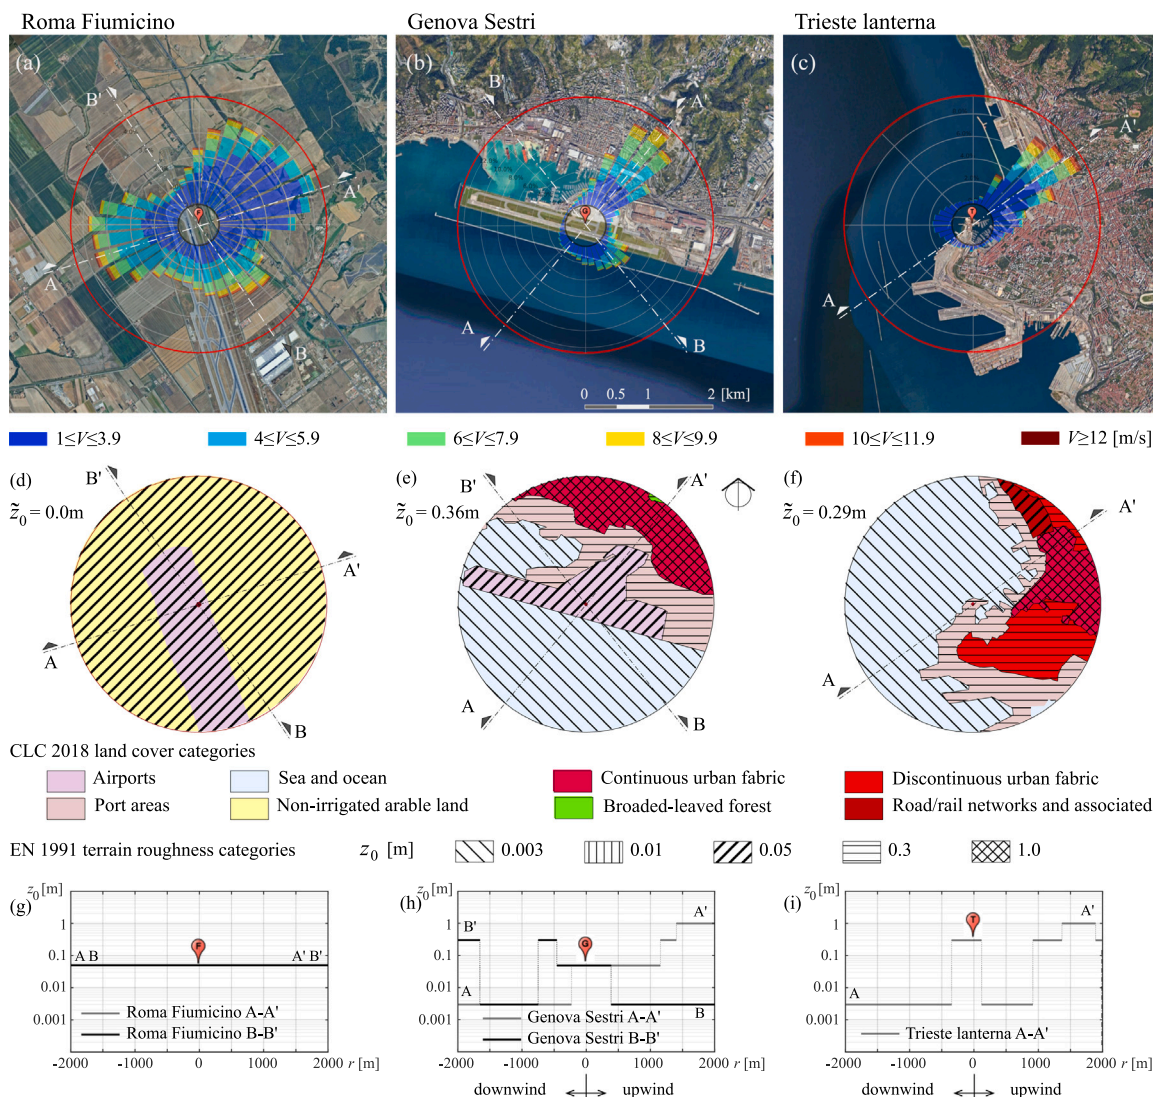 Roma Fiumicino Genova Sestri Trieste lanterna
(a) (b) (c)
B' B' A' A'
A' A
A B A B
F G T
0 0.5 1 2 [km]
1≤V≤3.9 4≤V≤5.9 6≤V≤7.9 8≤V≤9.9 10≤V≤11.9 V≥12 [m/s]
(d) B' (e) B' A' (f) A'
z̃0 = 0.0m z̃0 = 0.36m z̃0 = 0.29m
A' A
A B A B
CLC 2018 land cover categories
Airports Sea and ocean Continuous urban fabric Discontinuous urban fabric
Port areas Non-irrigated arable land Broaded-leaved forest Road/rail networks and associated
EN 1991 terrain roughness categories z0 [m] 0.003 0.01 0.05 0.3 1.0
(g) z0 [m] (h) z0 [m] (i) z0 [m]
1 1 1
0.1 0.1 0.1
0.01 0.01 0.01
0.001 0.001 0.001
A B F A' B'
B' G A'
A B
T
A
Roma Fiumicino A-A'
Roma Fiumicino B-B'
Genova Sestri A-A'
Genova Sestri B-B'
Trieste lanterna A-A'
-2000 -1000 0 1000 2000 r [m]
-2000 -1000 0 1000 2000 r [m]
-2000 -1000 0 1000 2000 r [m]
downwind upwind downwind upwind